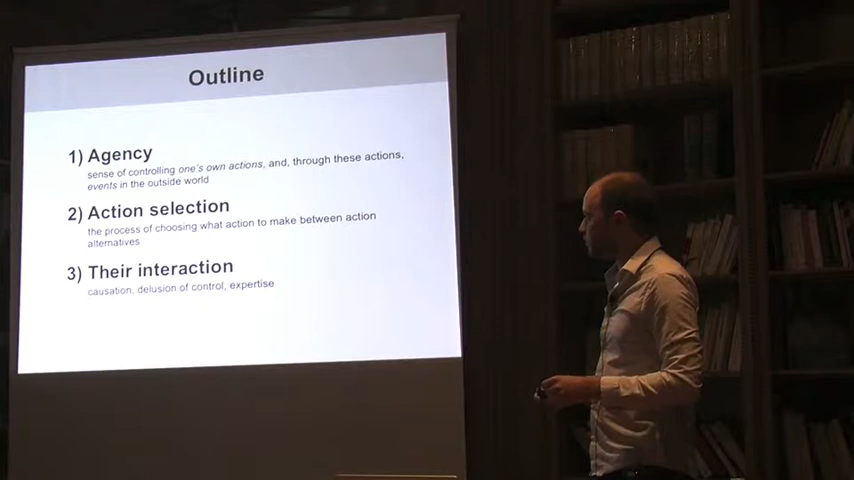 Outline
1) Agency
sense of controlling one's own actions, and, through these actions,
events in the outside world
2) Action selection
the process of choosing what action to make between action
alternatives
3) Their interaction
causation, delusion of control, expertise